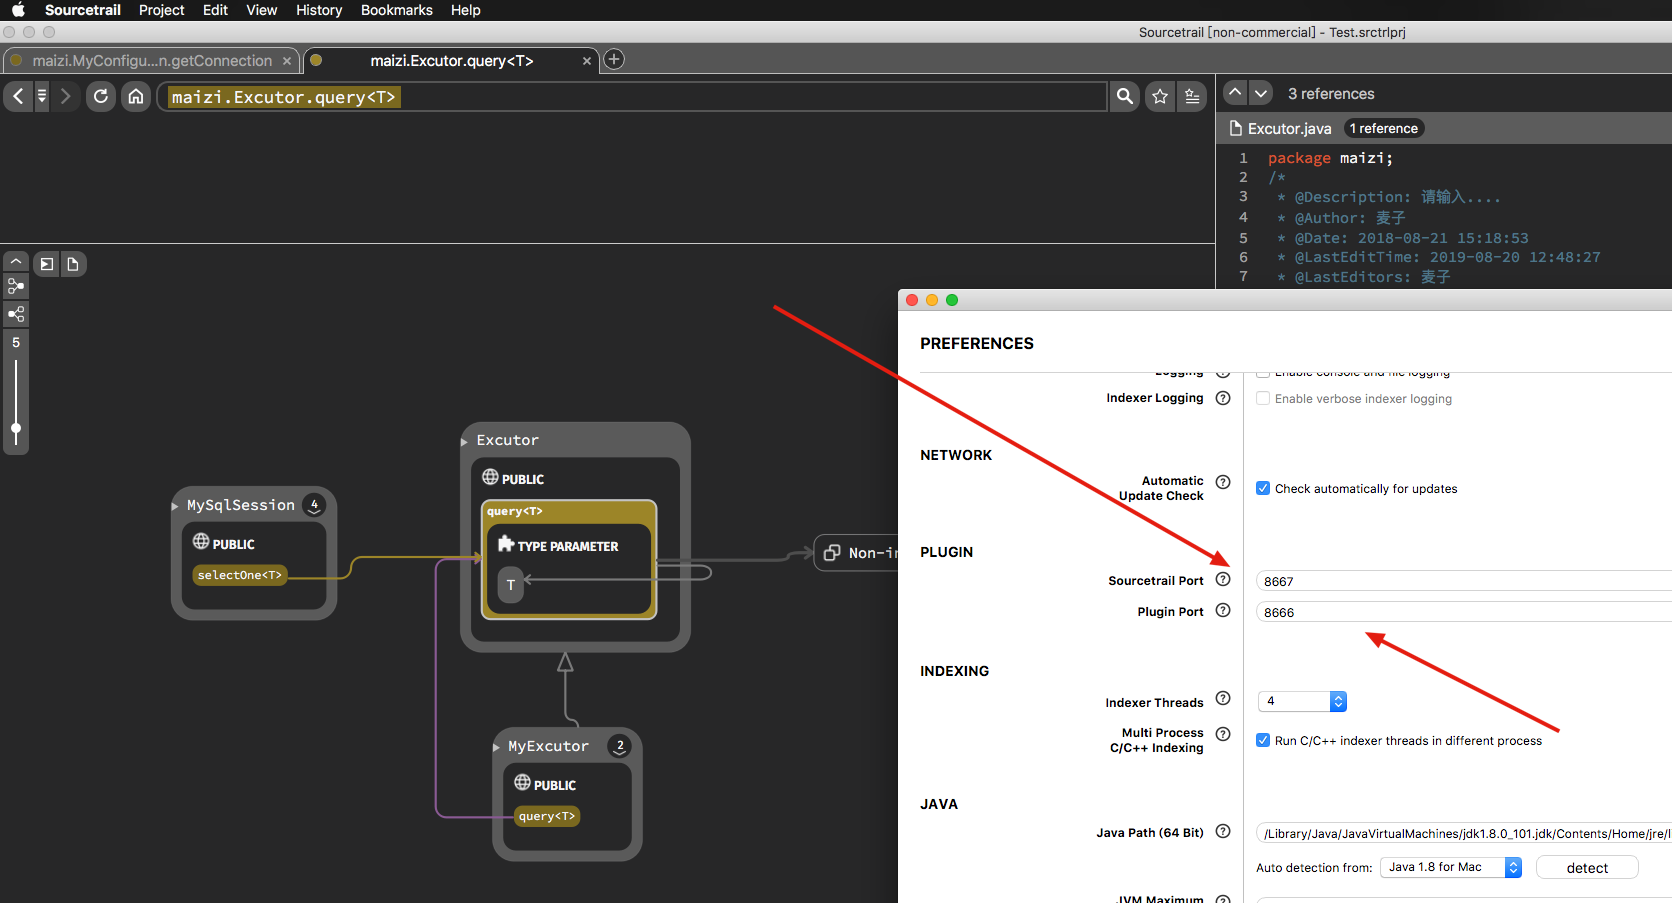 Sourcetrail Project Edit View History Bookmarks Help
Sourcetrail [non-commercial] - Test.srctrlprj
maizi.MyConfigu...n.getConnection
maizi.Excutor.query<T>
maizi.Excutor.query<T>
3 references
Excutor.java 1 reference
1 package maizi;
2 /*
3 * @Description: 请输入....
4 * @Author: 麦子
5 * @Date: 2018-08-21 15:18:53
6 * @LastEditTime: 2019-08-20 12:48:27
7 * @LastEditors: 麦子
5
Excutor
PUBLIC
query<T>
TYPE PARAMETER
T
MySqlSession 4
PUBLIC
selectOne<T>
Non-in
MyExcutor 2
PUBLIC
query<T>
PREFERENCES
Logging Enable console and file logging
Indexer Logging Enable verbose indexer logging
NETWORK
Automatic
Update Check
Check automatically for updates
PLUGIN
Sourcetrail Port 8667
Plugin Port 8666
INDEXING
Indexer Threads 4
Multi Process
C/C++ Indexing
Run C/C++ indexer threads in different process
JAVA
Java Path (64 Bit) /Library/Java/JavaVirtualMachines/jdk1.8.0_101.jdk/Contents/Home/jre/l
Auto detection from: Java 1.8 for Mac detect
JVM Maximum